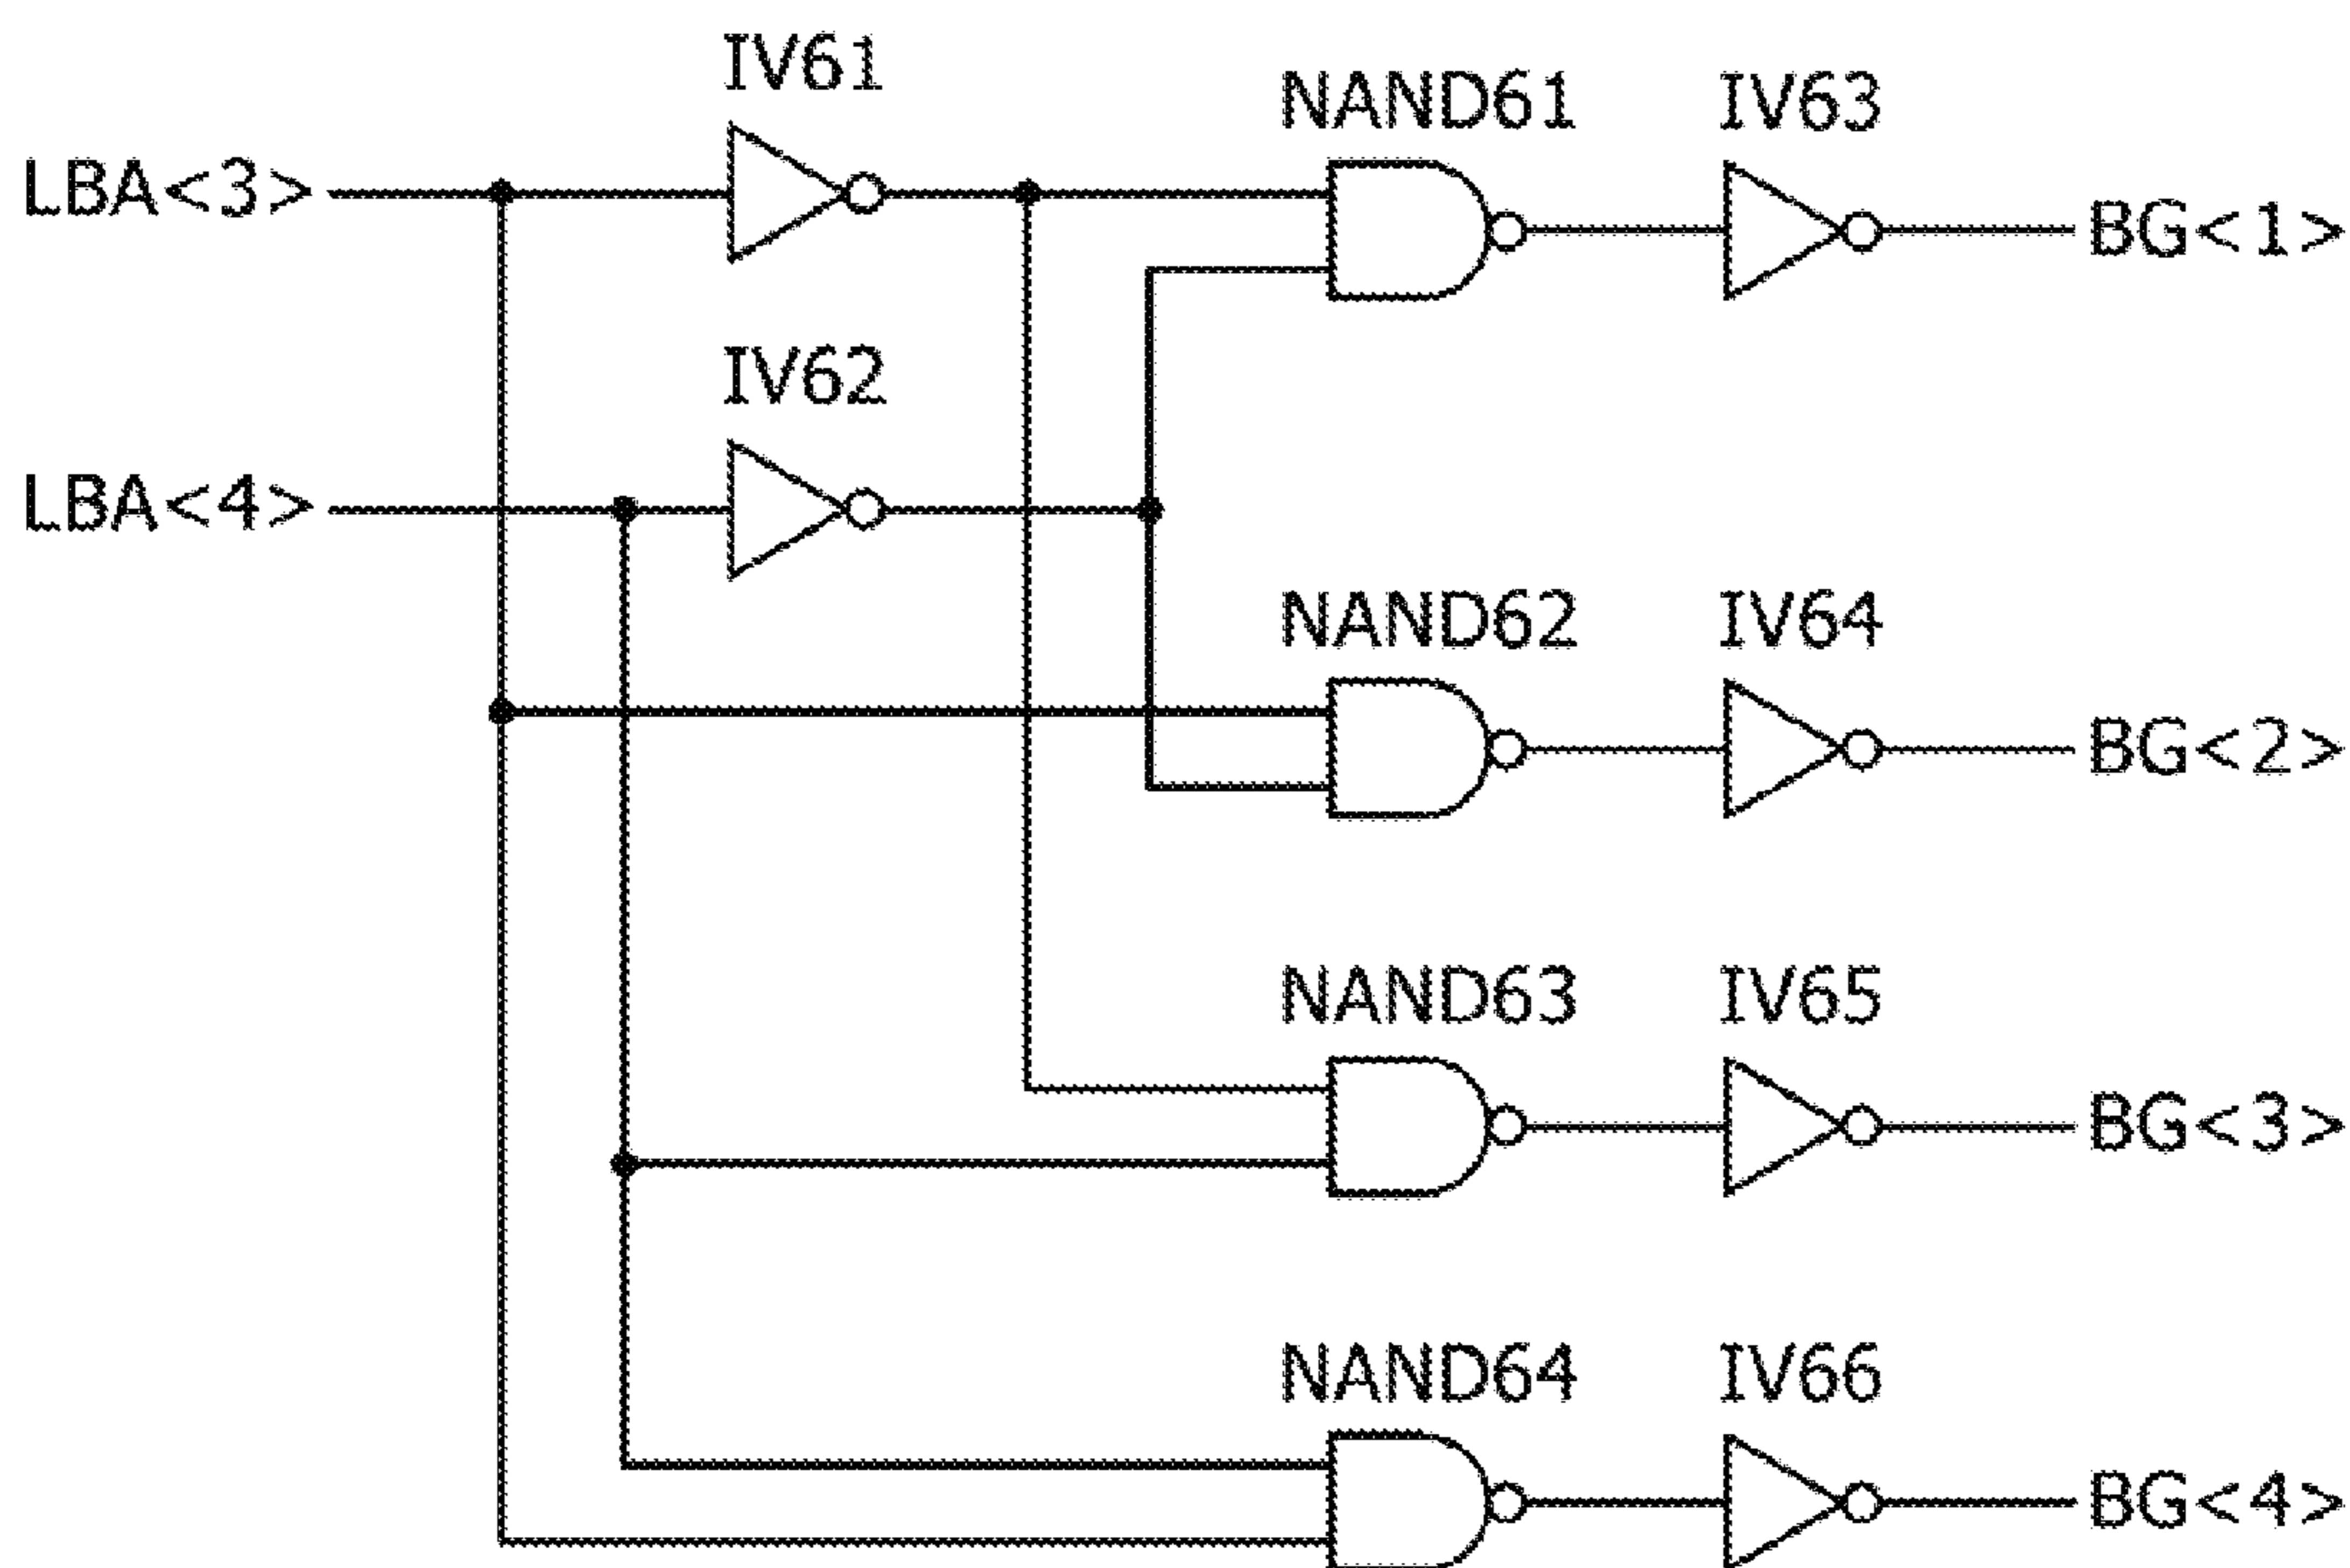 IV61
NAND61
IV63
LBA<3>
BG<1>
IV62
LBA<4>
NAND62
IV64
BG<2>
NAND63
IV65
BG<3>
NAND64
IV66
BG<4>